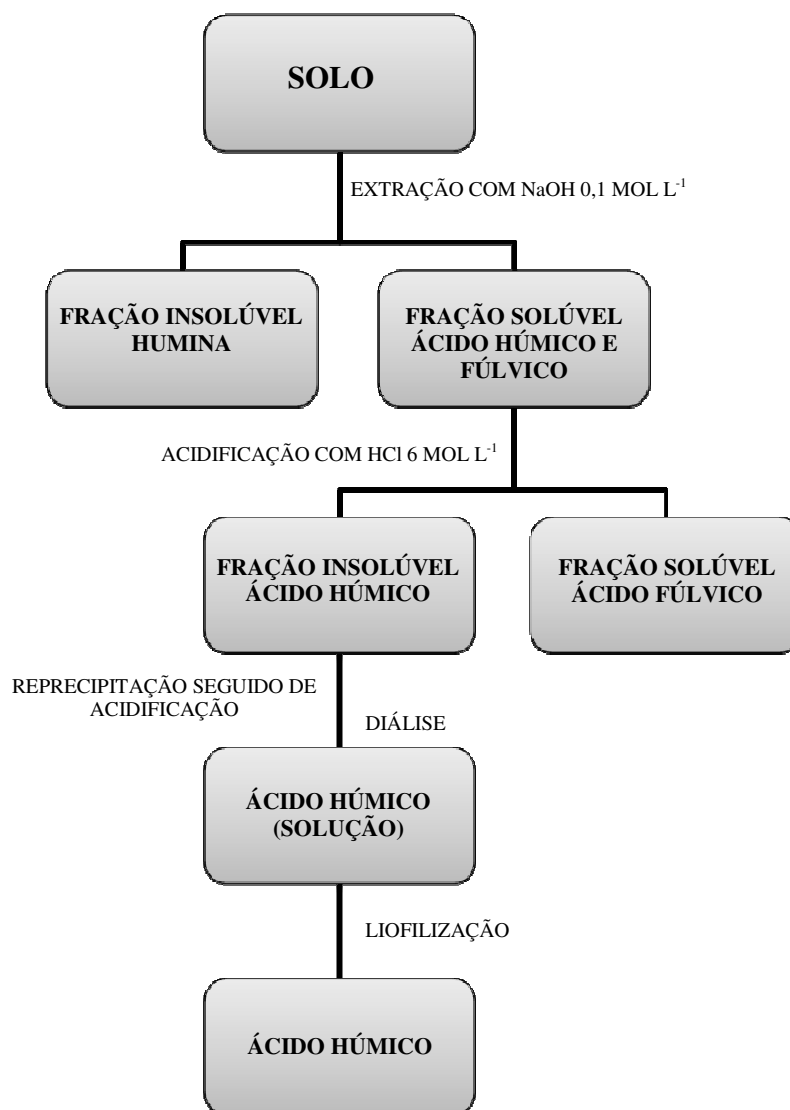 SOLO
EXTRAÇÃO COM NaOH 0,1 MOL L-1
FRAÇÃO INSOLÚVEL
HUMINA
FRAÇÃO SOLÚVEL
ÁCIDO HÚMICO E
FÚLVICO
ACIDIFICAÇÃO COM HCl 6 MOL L-1
FRAÇÃO INSOLÚVEL
ÁCIDO HÚMICO
FRAÇÃO SOLÚVEL
ÁCIDO FÚLVICO
REPRECIPITAÇÃO SEGUIDO DE
ACIDIFICAÇÃO
DIÁLISE
ÁCIDO HÚMICO
(SOLUÇÃO)
LIOFILIZAÇÃO
ÁCIDO HÚMICO